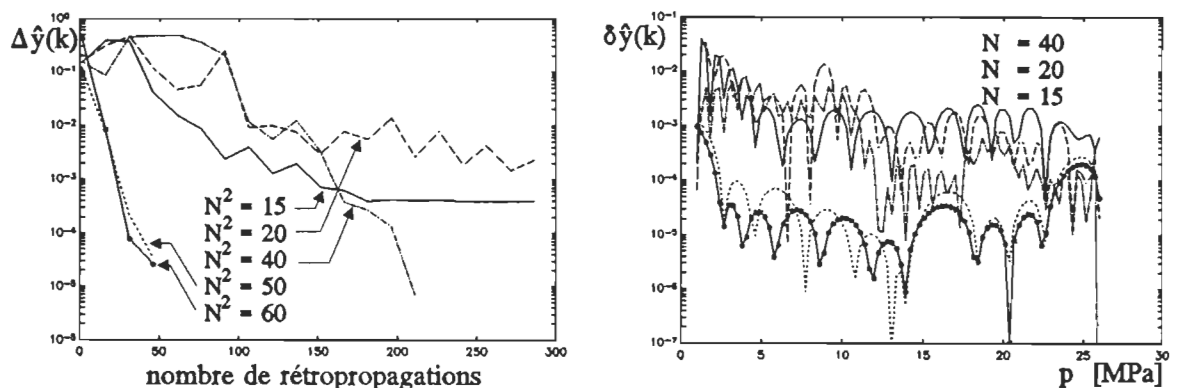 Δŷ(k)
10⁰
10⁻¹
10⁻²
10⁻³
10⁻⁴
10⁻⁵
10⁻⁶
N² = 15
N² = 20
N² = 40
N² = 50
N² = 60
0 50 100 150 200 250 300
nombre de rétropropagations
δŷ(k)
10⁻¹
10⁻²
10⁻³
10⁻⁴
10⁻⁵
10⁻⁶
10⁻⁷
N = 40
N = 20
N = 15
0 5 10 15 20 25 30
p [MPa]